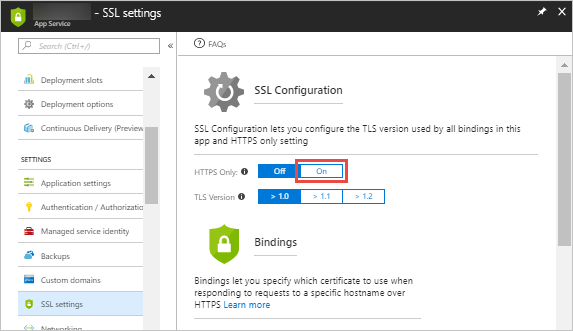 - SSL settings
App Service
Search (Ctrl+/)
«
Deployment slots
Deployment options
Continuous Delivery (Preview
SETTINGS
Application settings
Authentication / Authorizatio
Managed service identity
Backups
Custom domains
SSL settings
Networking
FAQs
SSL Configuration
SSL Configuration lets you configure the TLS version used by all bindings in this
app and HTTPS only setting
HTTPS Only: Off On
TLS Version > 1.0 > 1.1 > 1.2
Bindings
Bindings let you specify which certificate to use when
responding to requests to a specific hostname over
HTTPS Learn more